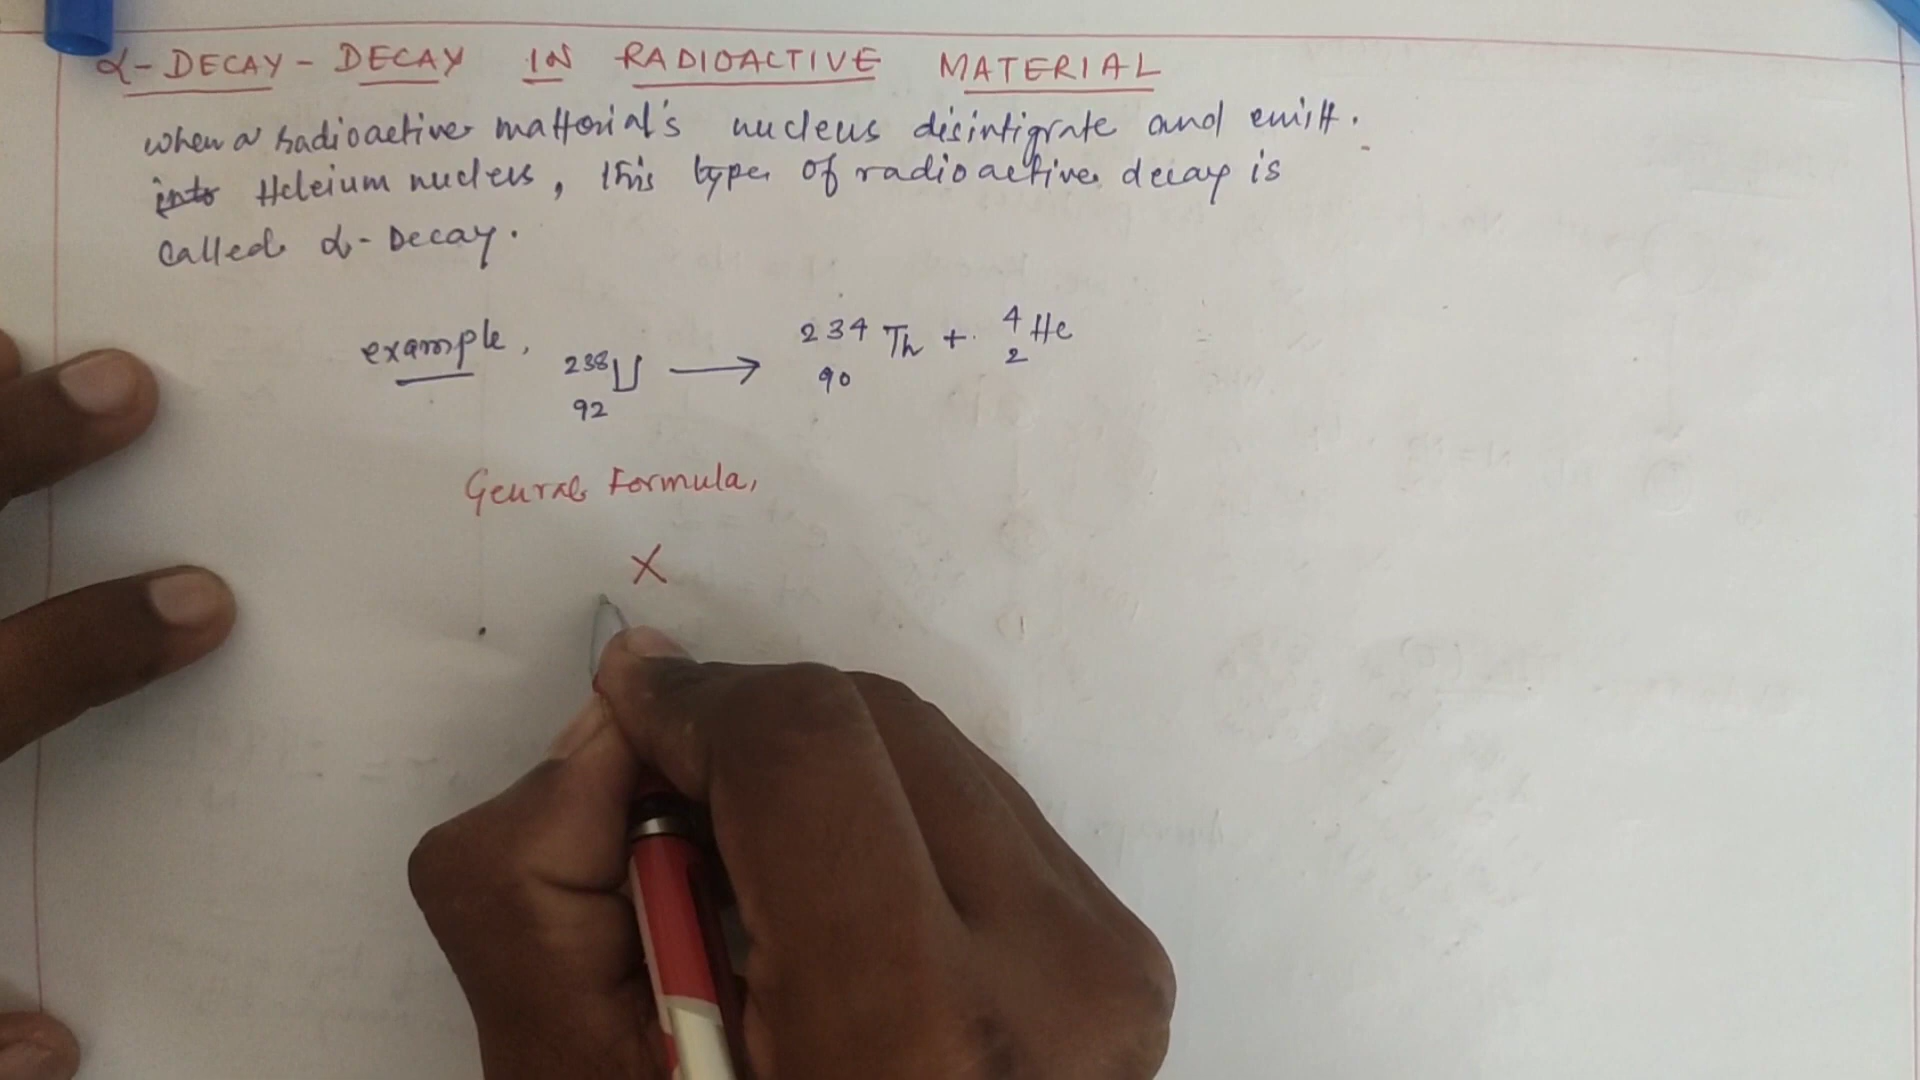 α-DECAY-DECAY IN RADIOACTIVE MATERIAL
when a radioactive matterial's nucleus disintigrate and emitt.
into Heleium nucleus, this type of radioactive decay is
called α-Decay.
example, ²³⁸₉₂U ⟶ ²³⁴₉₀Th + ⁴₂He
General Formula,
X